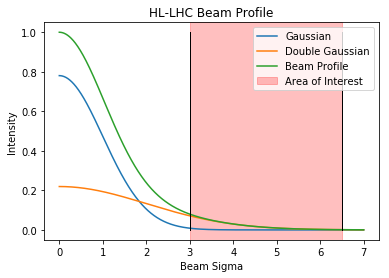 HL-LHC Beam Profile
Intensity
1.0
0.8
0.6
0.4
0.2
0.0
Gaussian
Double Gaussian
Beam Profile
Area of Interest
0 1 2 3 4 5 6 7
Beam Sigma